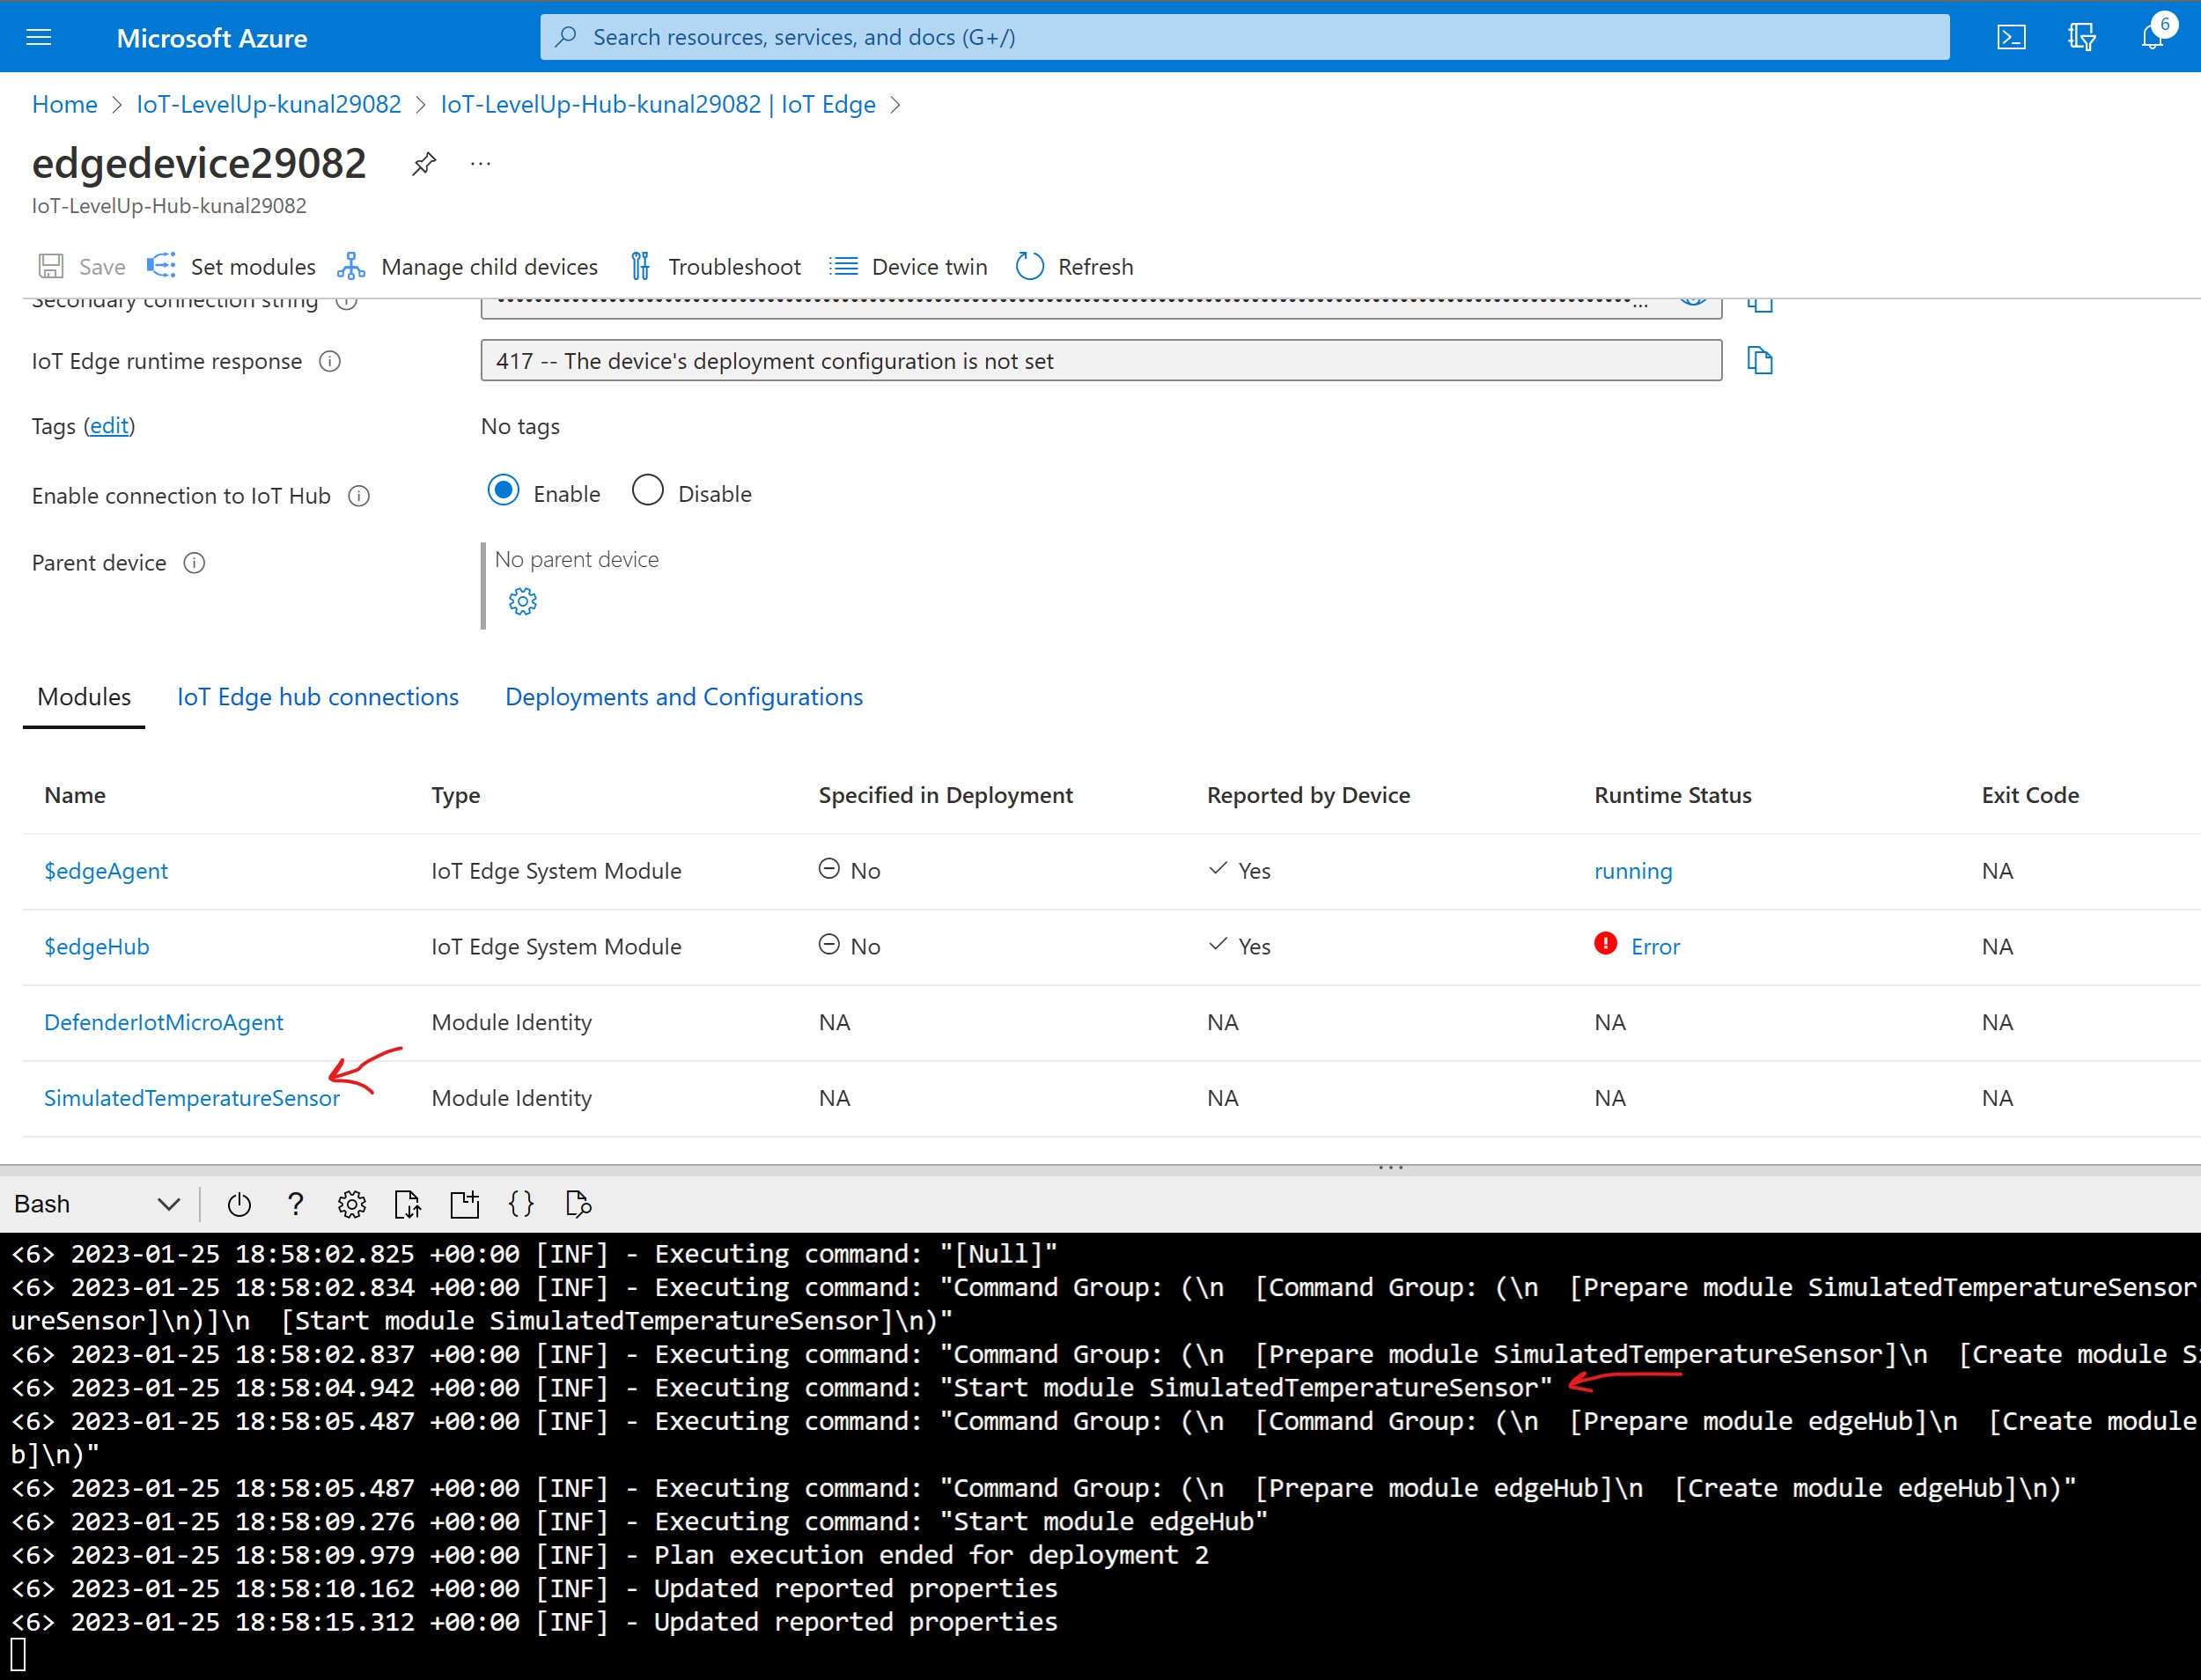 Microsoft Azure
Search resources, services, and docs (G+/)
6
Home > IoT-LevelUp-kunal29082 > IoT-LevelUp-Hub-kunal29082 | IoT Edge >
edgedevice29082
...
IoT-LevelUp-Hub-kunal29082
Save Set modules Manage child devices Troubleshoot Device twin Refresh
Secondary connection string
IoT Edge runtime response 417 -- The device's deployment configuration is not set
Tags (edit) No tags
Enable connection to IoT Hub Enable Disable
Parent device No parent device
Modules IoT Edge hub connections Deployments and Configurations
Name Type Specified in Deployment Reported by Device Runtime Status Exit Code
$edgeAgent IoT Edge System Module No Yes running NA
$edgeHub IoT Edge System Module No Yes Error NA
DefenderIotMicroAgent Module Identity NA NA NA NA
SimulatedTemperatureSensor Module Identity NA NA NA NA
Bash ? {}
<6> 2023-01-25 18:58:02.825 +00:00 [INF] - Executing command: "[Null]"
<6> 2023-01-25 18:58:02.834 +00:00 [INF] - Executing command: "Command Group: (\n  [Command Group: (\n  [Prepare module SimulatedTemperatureSensor
ureSensor]\n)]\n  [Start module SimulatedTemperatureSensor]\n)"
<6> 2023-01-25 18:58:02.837 +00:00 [INF] - Executing command: "Command Group: (\n  [Prepare module SimulatedTemperatureSensor]\n  [Create module Si
<6> 2023-01-25 18:58:04.942 +00:00 [INF] - Executing command: "Start module SimulatedTemperatureSensor"
<6> 2023-01-25 18:58:05.487 +00:00 [INF] - Executing command: "Command Group: (\n  [Command Group: (\n  [Prepare module edgeHub]\n  [Create module
b]\n)"
<6> 2023-01-25 18:58:05.487 +00:00 [INF] - Executing command: "Command Group: (\n  [Prepare module edgeHub]\n  [Create module edgeHub]\n)"
<6> 2023-01-25 18:58:09.276 +00:00 [INF] - Executing command: "Start module edgeHub"
<6> 2023-01-25 18:58:09.979 +00:00 [INF] - Plan execution ended for deployment 2
<6> 2023-01-25 18:58:10.162 +00:00 [INF] - Updated reported properties
<6> 2023-01-25 18:58:15.312 +00:00 [INF] - Updated reported properties